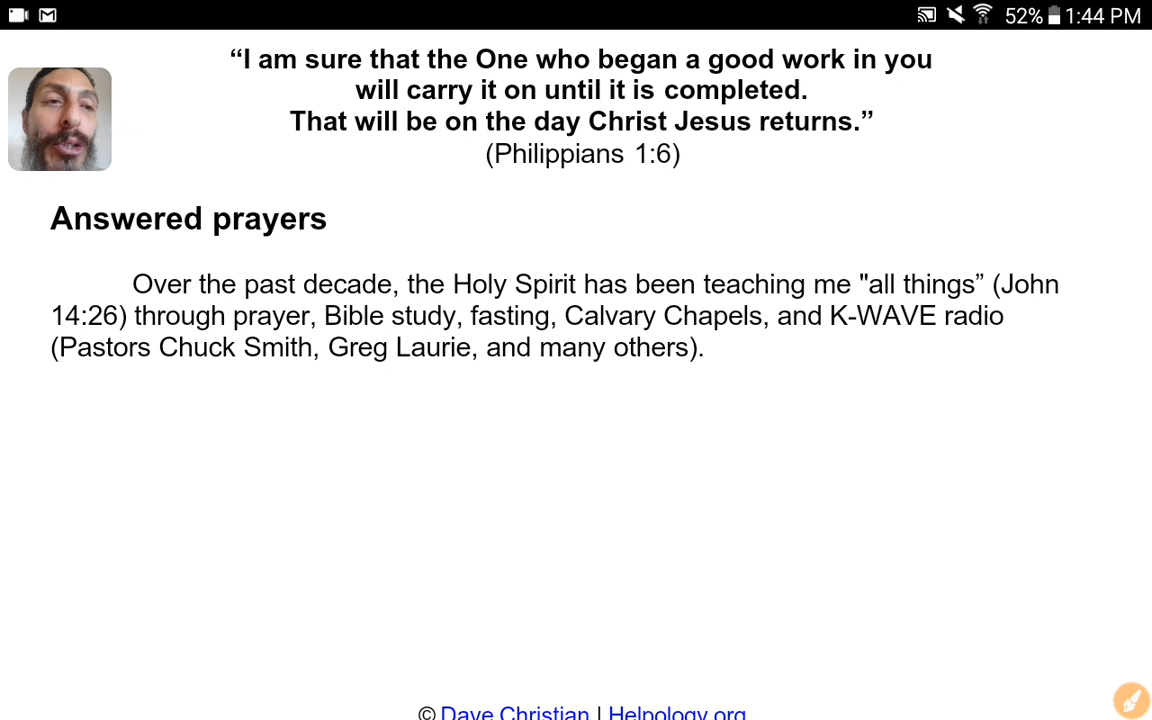 52% 1:44 PM
“I am sure that the One who began a good work in you
will carry it on until it is completed.
That will be on the day Christ Jesus returns.”
(Philippians 1:6)
Answered prayers
Over the past decade, the Holy Spirit has been teaching me "all things” (John
14:26) through prayer, Bible study, fasting, Calvary Chapels, and K-WAVE radio
(Pastors Chuck Smith, Greg Laurie, and many others).
© Dave Christian | Helpology.org